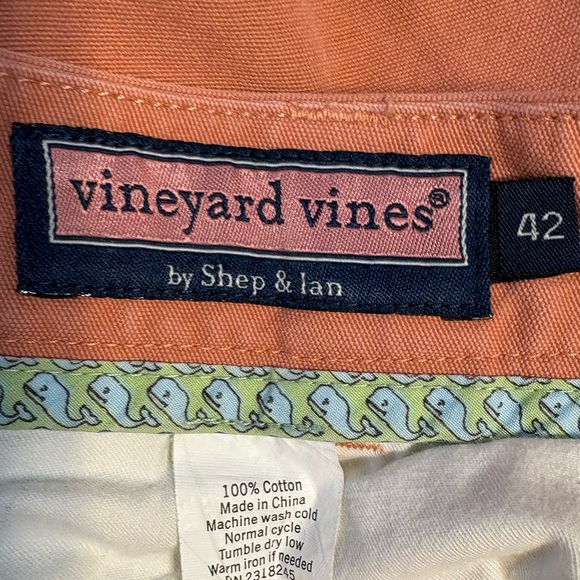 vineyard vines®
by Shep & Ian
42
100% Cotton
Made in China
Machine wash cold
Normal cycle
Tumble dry low
Warm iron if needed
2318245